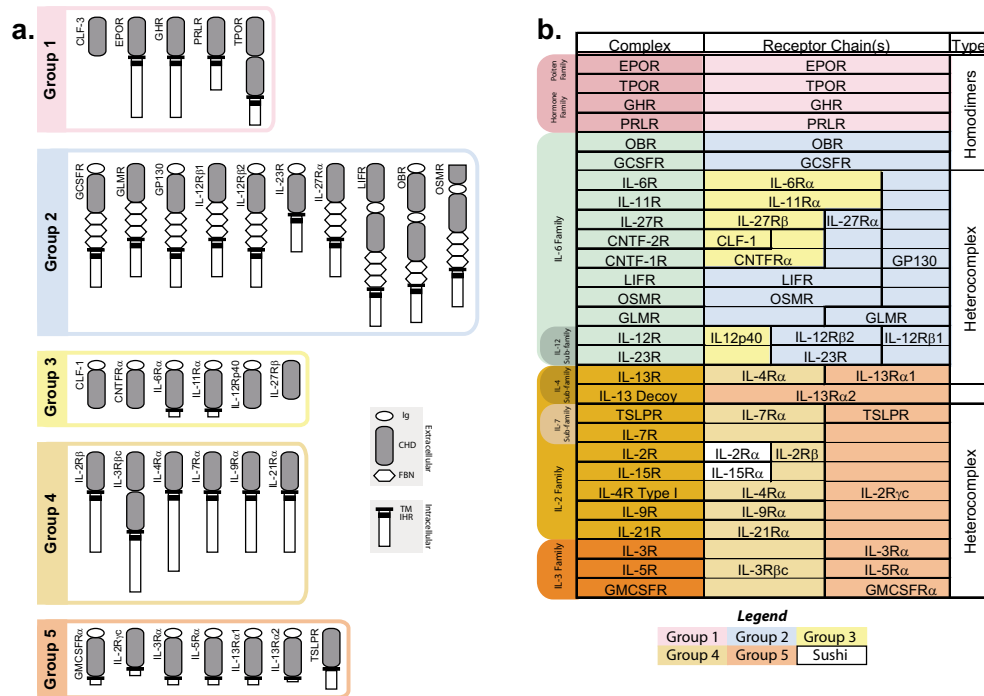 a.
Group 1
CLF-3
EPOR
GHR
PRLR
TPOR
Group 2
GCSFR
GLMR
GP130
IL-12Rβ1
IL-12Rβ2
IL-23R
IL-27Rα
LIFR
OBR
OSMR
Group 3
CLF-1
CNTFRα
IL-6Rα
IL-11Rα
IL-12Rp40
IL-27Rβ
Group 4
IL-2Rβ
IL-3Rβc
IL-4Rα
IL-7Rα
IL-9Rα
IL-21Rα
Group 5
GMCSFRα
IL-2Rγc
IL-3Rα
IL-5Rα
IL-13Rα1
IL-13Rα2
TSLPR
Ig
CHD
FBN
Extracellular
TM
IHR
Intracellular
b.
Complex Receptor Chain(s) Type
EPOR EPOR
TPOR TPOR
GHR GHR
PRLR PRLR
OBR OBR
GCSFR GCSFR
IL-6R IL-6Rα
IL-11R IL-11Rα
IL-27R IL-27Rβ IL-27Rα
CNTF-2R CLF-1
CNTF-1R CNTFRα GP130
LIFR LIFR
OSMR OSMR
GLMR GLMR
IL-12R IL12p40 IL-12Rβ2 IL-12Rβ1
IL-23R IL-23R
IL-13R IL-4Rα IL-13Rα1
IL-13 Decoy IL-13Rα2
TSLPR IL-7Rα TSLPR
IL-7R
IL-2R IL-2Rα IL-2Rβ
IL-15R IL-15Rα
IL-4R Type I IL-4Rα IL-2Rγc
IL-9R IL-9Rα
IL-21R IL-21Rα
IL-3R IL-3Rα
IL-5R IL-3Rβc IL-5Rα
GMCSFR GMCSFRα
Family
Hormone
Family
IL-6 Family
IL-12
Sub-family
IL-4
Sub-family
IL-7
Sub-family
IL-2 Family
IL-3 Family
Homodimers
Heterocomplex
Heterocomplex
Legend
Group 1 Group 2 Group 3
Group 4 Group 5 Sushi